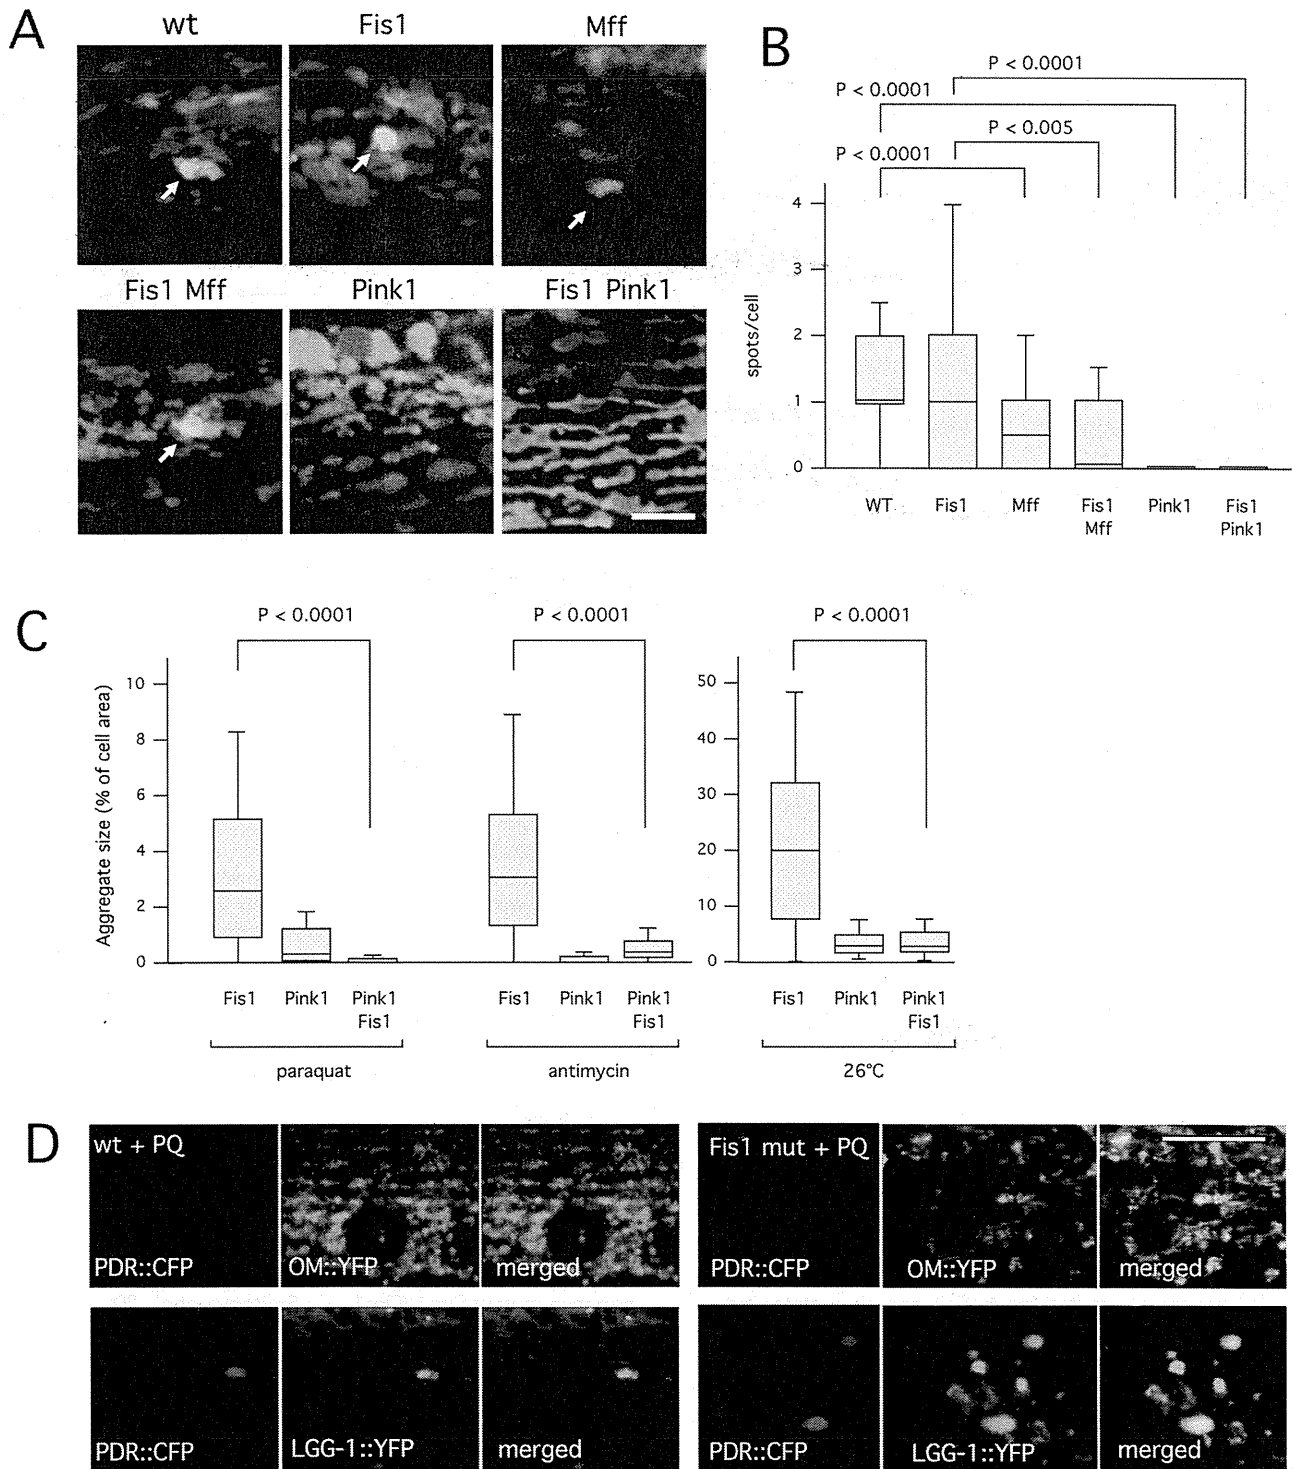 A
wt
Fis1
Mff
Fis1 Mff
Pink1
Fis1 Pink1
B
P < 0.0001
P < 0.0001
P < 0.005
P < 0.0001
spots/cell
4
3
2
1
0
WT
Fis1
Mff
Fis1
Mff
Pink1
Fis1
Pink1
C
P < 0.0001
P < 0.0001
P < 0.0001
Aggregate size (% of cell area)
10
8
6
4
2
0
50
40
30
20
10
0
Fis1
Pink1
Pink1
Fis1
Fis1
Pink1
Pink1
Fis1
Fis1
Pink1
Pink1
Fis1
paraquat
antimycin
26°C
D
wt + PQ
PDR::CFP
OM::YFP
merged
Fis1 mut + PQ
PDR::CFP
OM::YFP
merged
PDR::CFP
LGG-1::YFP
merged
PDR::CFP
LGG-1::YFP
merged